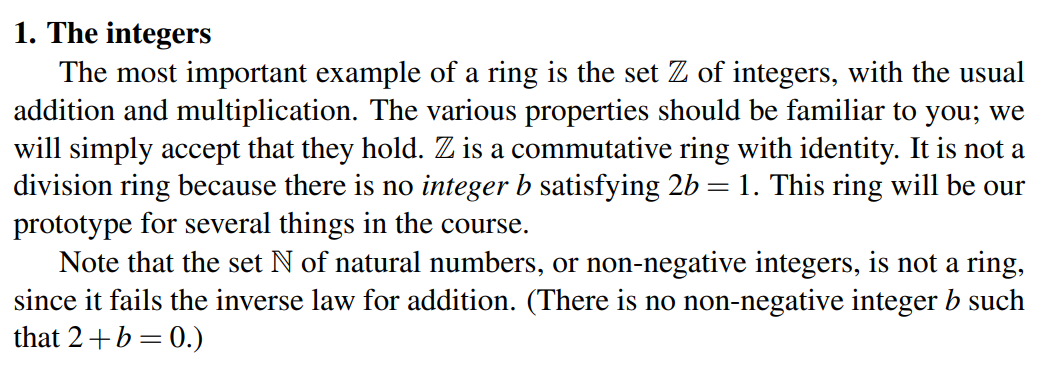 1. The integers
The most important example of a ring is the set ℤ of integers, with the usual
addition and multiplication. The various properties should be familiar to you; we
will simply accept that they hold. ℤ is a commutative ring with identity. It is not a
division ring because there is no integer b satisfying 2b = 1. This ring will be our
prototype for several things in the course.
Note that the set ℕ of natural numbers, or non-negative integers, is not a ring,
since it fails the inverse law for addition. (There is no non-negative integer b such
that 2 + b = 0.)